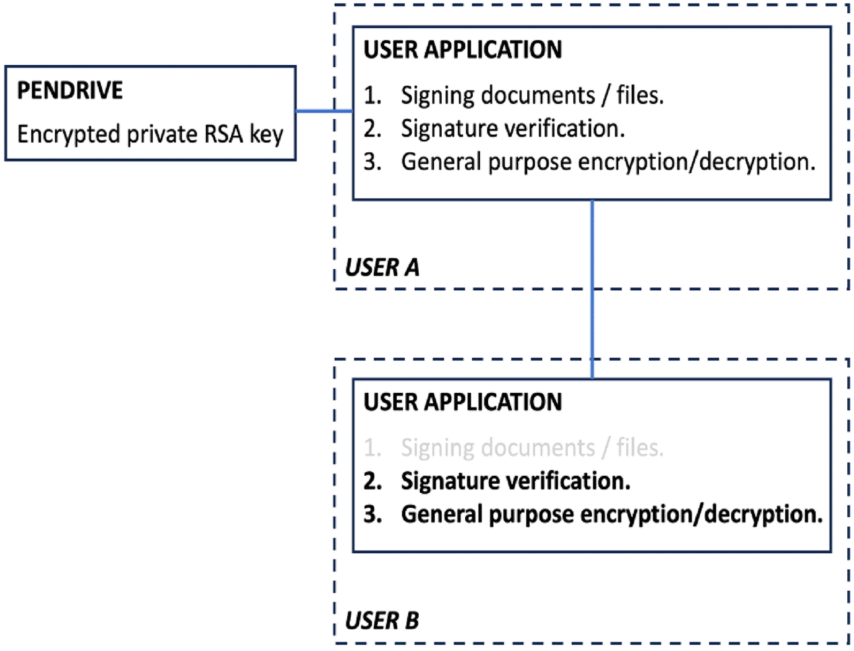 PENDRIVE
Encrypted private RSA key
USER APPLICATION
1. Signing documents / files.
2. Signature verification.
3. General purpose encryption/decryption.
USER A
USER APPLICATION
1. Signing documents / files.
2. Signature verification.
3. General purpose encryption/decryption.
USER B